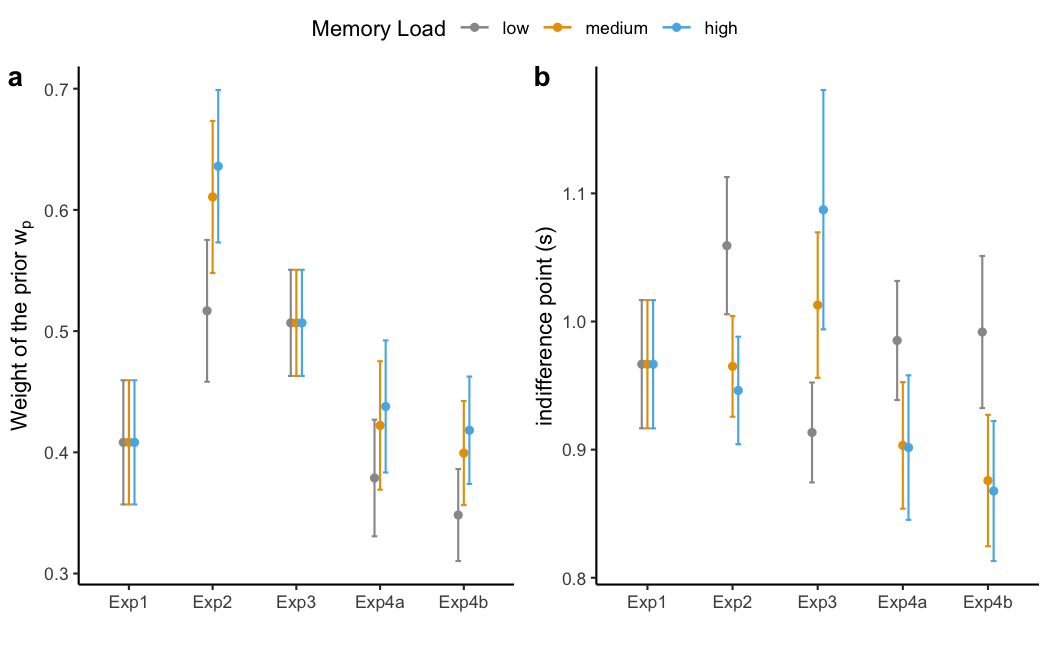 Memory Load low medium high
a
Weight of the prior wp
0.7
0.6
0.5
0.4
0.3
Exp1 Exp2 Exp3 Exp4a Exp4b
b
indifference point (s)
1.1
1.0
0.9
0.8
Exp1 Exp2 Exp3 Exp4a Exp4b